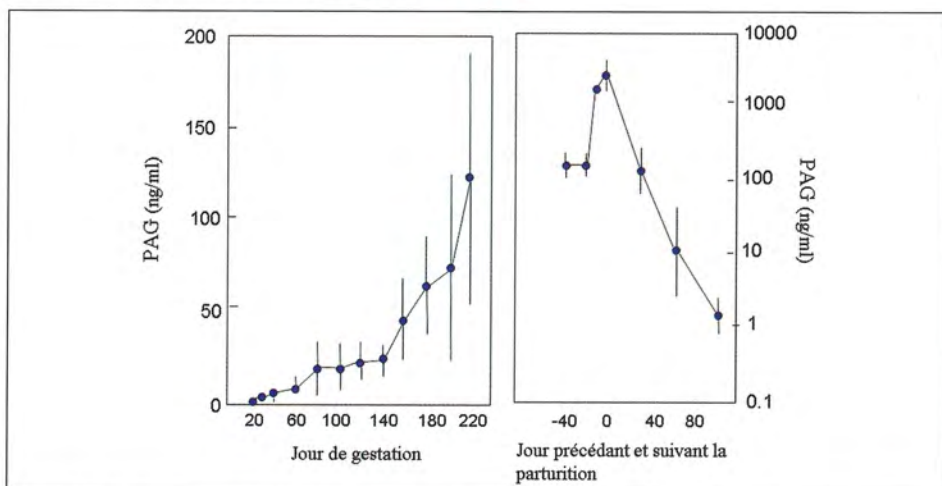 200
150
100
50
0
PAG (ng/ml)
20 60 100 140 180 220
Jour de gestation
10000
1000
100
10
1
0.1
PAG (ng/ml)
-40 0 40 80
Jour précédant et suivant la
parturition